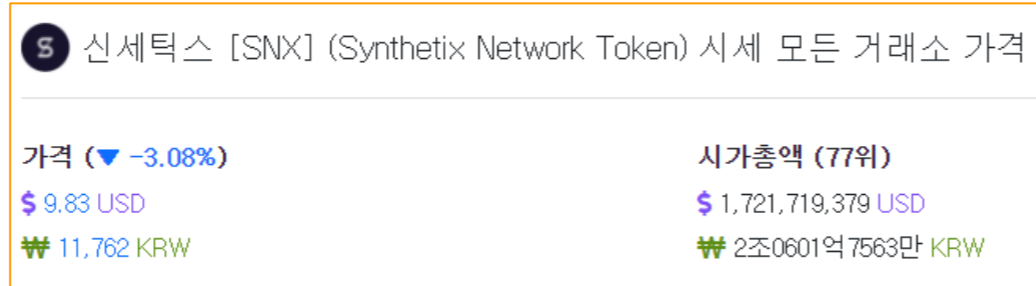 S 신세틱스 [SNX] (Synthetix Network Token) 시세 모든 거래소 가격
가격 (▼ -3.08%)
$ 9.83 USD
₩ 11,762 KRW
시가총액 (77위)
$ 1,721,719,379 USD
₩ 2조0601억7563만 KRW